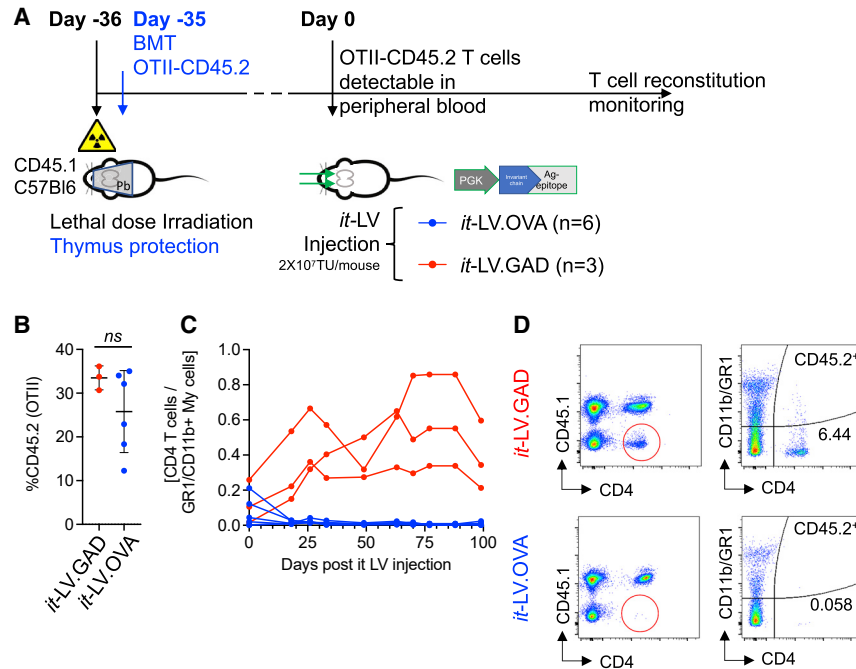 A
Day -36
Day -35
BMT
OTII-CD45.2
Day 0
OTII-CD45.2 T cells
detectable in
peripheral blood
T cell reconstitution
monitoring
CD45.1
C57Bl6
Pb
Lethal dose Irradiation
Thymus protection
it-LV
Injection
2X10⁷TU/mouse
PGK
Invariant
chain
Ag-
epitope
it-LV.OVA (n=6)
it-LV.GAD (n=3)
B
ns
%CD45.2 (OTII)
40
30
20
10
0
it-LV.GAD
it-LV.OVA
C
[CD4 T cells /
GR1/CD11b+ My cells]
1.0
0.8
0.6
0.4
0.2
0.0
0
25
50
75
100
Days post it LV injection
D
it-LV.GAD
CD45.1
CD4
CD11b/GR1
CD45.2+
6.44
CD4
it-LV.OVA
CD45.1
CD4
CD11b/GR1
CD45.2+
0.058
CD4